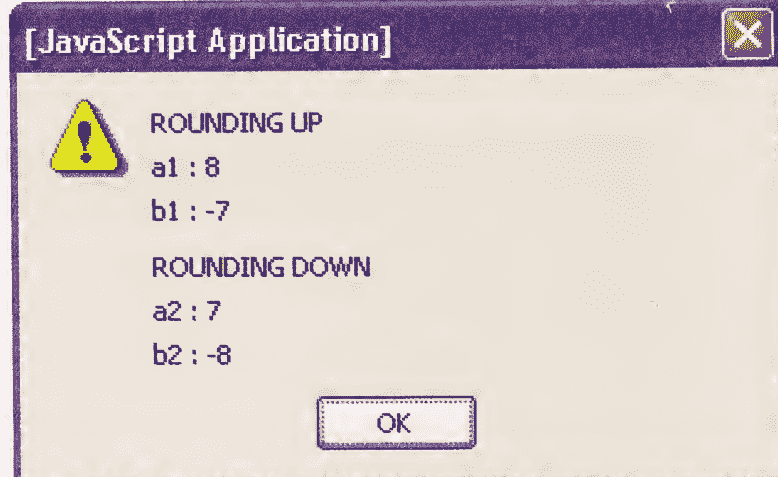 [JavaScript Application]
ROUNDING UP
a1 : 8
b1 : -7
ROUNDING DOWN
a2 : 7
b2 : -8
OK